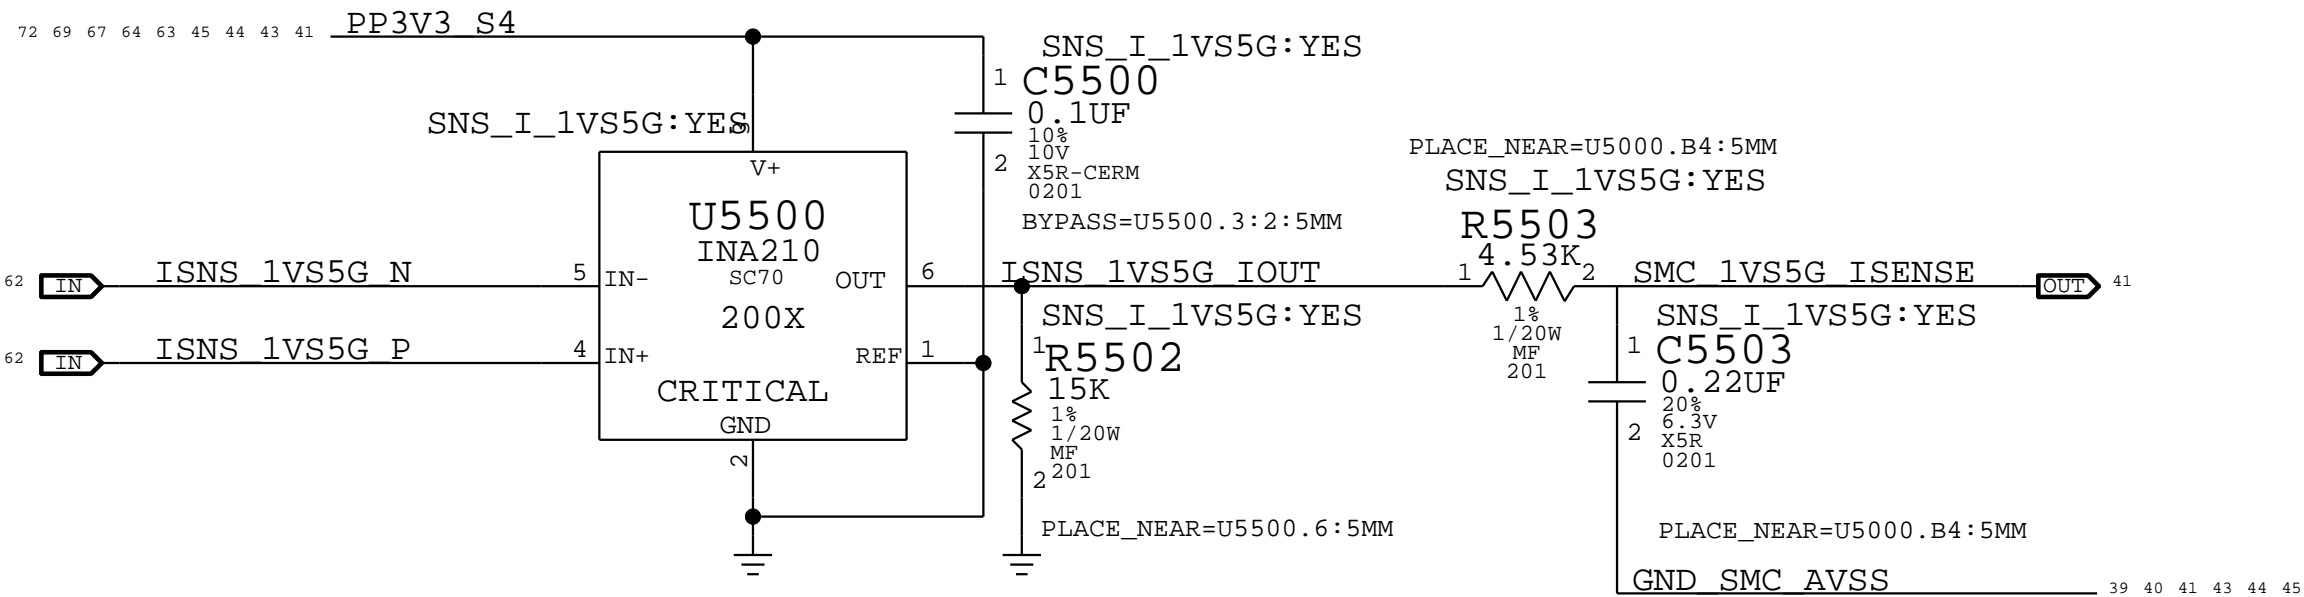 72 69 67 64 63 45 44 43 41 PP3V3_S4
SNS_I_1VS5G:YES
1 C5500
0.1UF
10%
10V
2 X5R-CERM
0201
BYPASS=U5500.3:2:5MM
SNS_I_1VS5G:YES
3
V+
U5500
INA210
SC70
200X
CRITICAL
GND
2
62 IN ISNS_1VS5G_N 5 IN-
62 IN ISNS_1VS5G_P 4 IN+
OUT 6 ISNS_1VS5G_IOUT
REF 1
SNS_I_1VS5G:YES
1 R5502
15K
1%
1/20W
MF
2 201
PLACE_NEAR=U5500.6:5MM
PLACE_NEAR=U5000.B4:5MM
SNS_I_1VS5G:YES
R5503
4.53K
1 2
1%
1/20W
MF
201
SMC_1VS5G_ISENSE OUT 41
SNS_I_1VS5G:YES
1 C5503
0.22UF
20%
6.3V
2 X5R
0201
PLACE_NEAR=U5000.B4:5MM
GND_SMC_AVSS 39 40 41 43 44 45